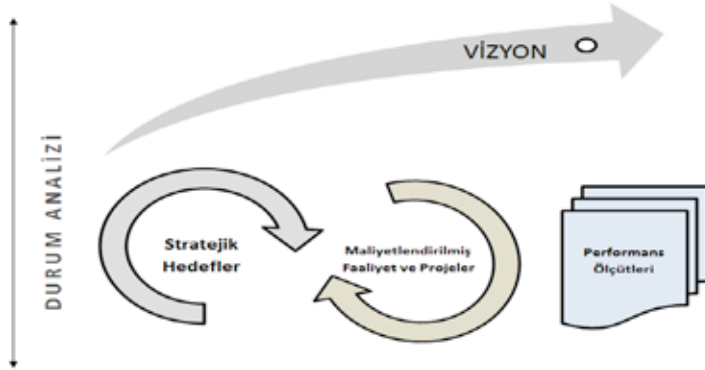 VİZYON
DURUM ANALİZİ
Stratejik
Hedefler
Maliyetlendirilmiş
Faaliyet ve Projeler
Performans
Ölçütleri